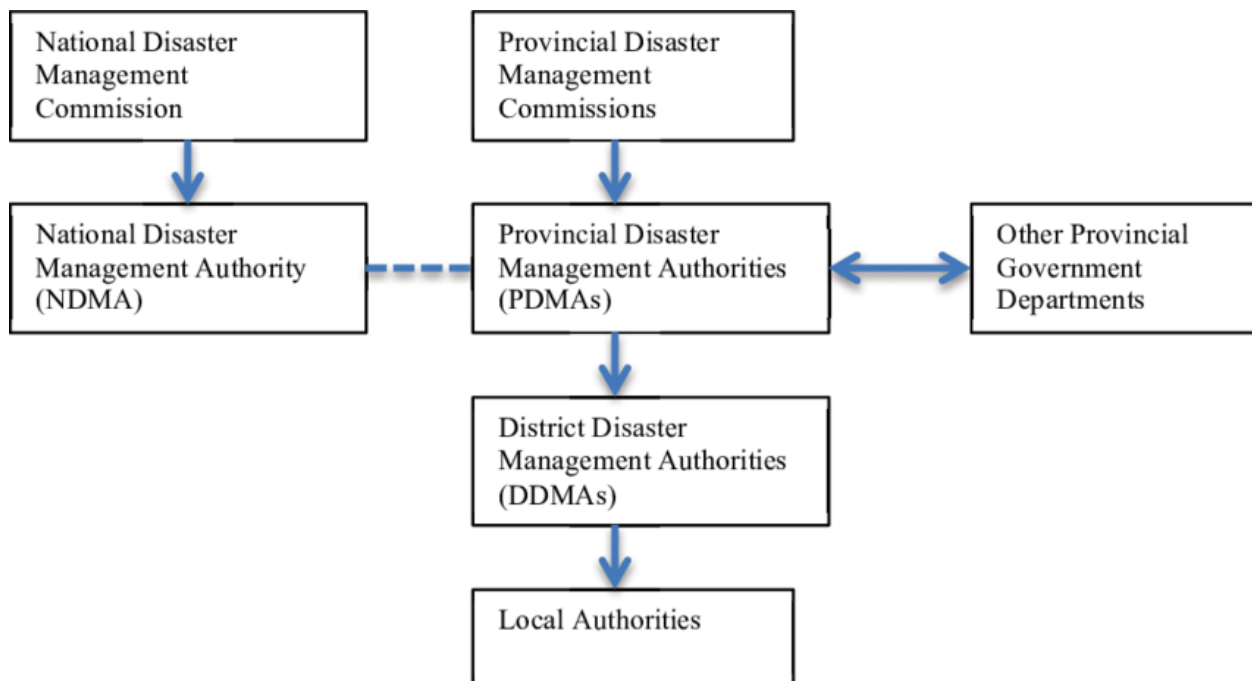 National Disaster
Management
Commission
Provincial Disaster
Management
Commissions
National Disaster
Management Authority
(NDMA)
Provincial Disaster
Management Authorities
(PDMAs)
Other Provincial
Government
Departments
District Disaster
Management Authorities
(DDMAs)
Local Authorities